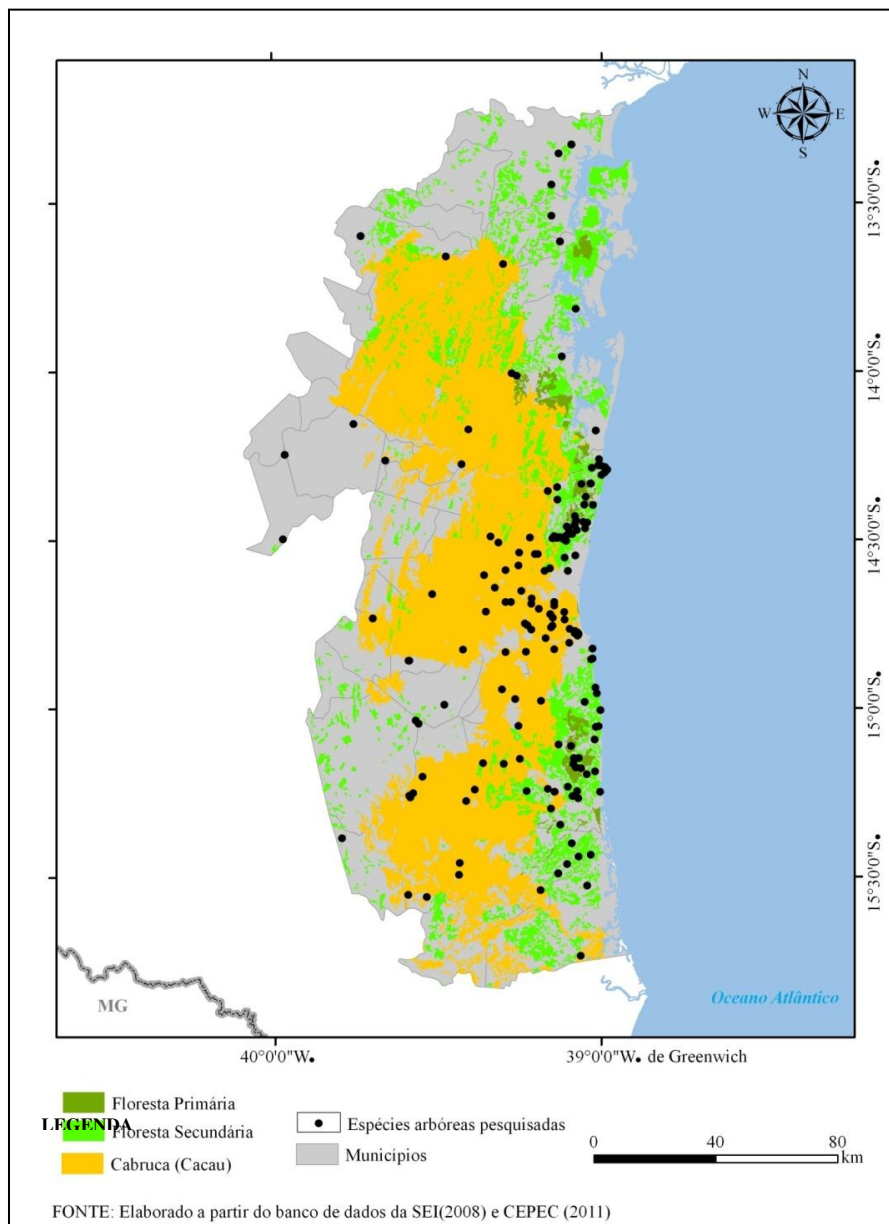 N
W
E
S
13°30'0"S.
14°0'0"S.
14°30'0"S.
15°0'0"S.
15°30'0"S.
MG
Oceano Atlântico
40°0'0"W.
39°0'0"W. de Greenwich
Floresta Primária
LEGENDA
Floresta Secundária
Cabruca (Cacau)
Espécies arbóreas pesquisadas
Municípios
0 40 80
km
FONTE: Elaborado a partir do banco de dados da SEI(2008) e CEPEC (2011)